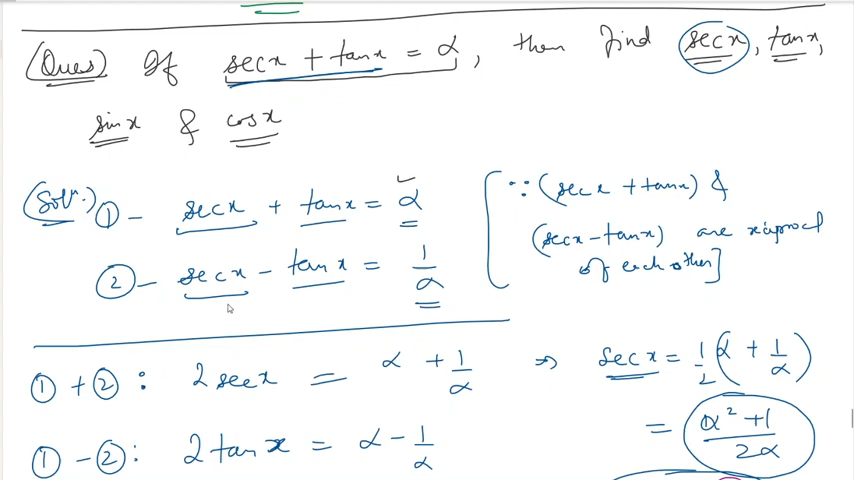 (Ques) If secx + tanx = α, then find secx, tanx,
sinx & cosx
(Solⁿ:) ① – secx + tanx = α
② – secx – tanx = 1/α
[∵ (secx + tanx) &
(secx – tanx) are reciprocal
of each other]
① + ② : 2secx = α + 1/α ⇒ secx = 1/2 (α + 1/α)
= (α² + 1)/2α
① – ② : 2tanx = α – 1/α